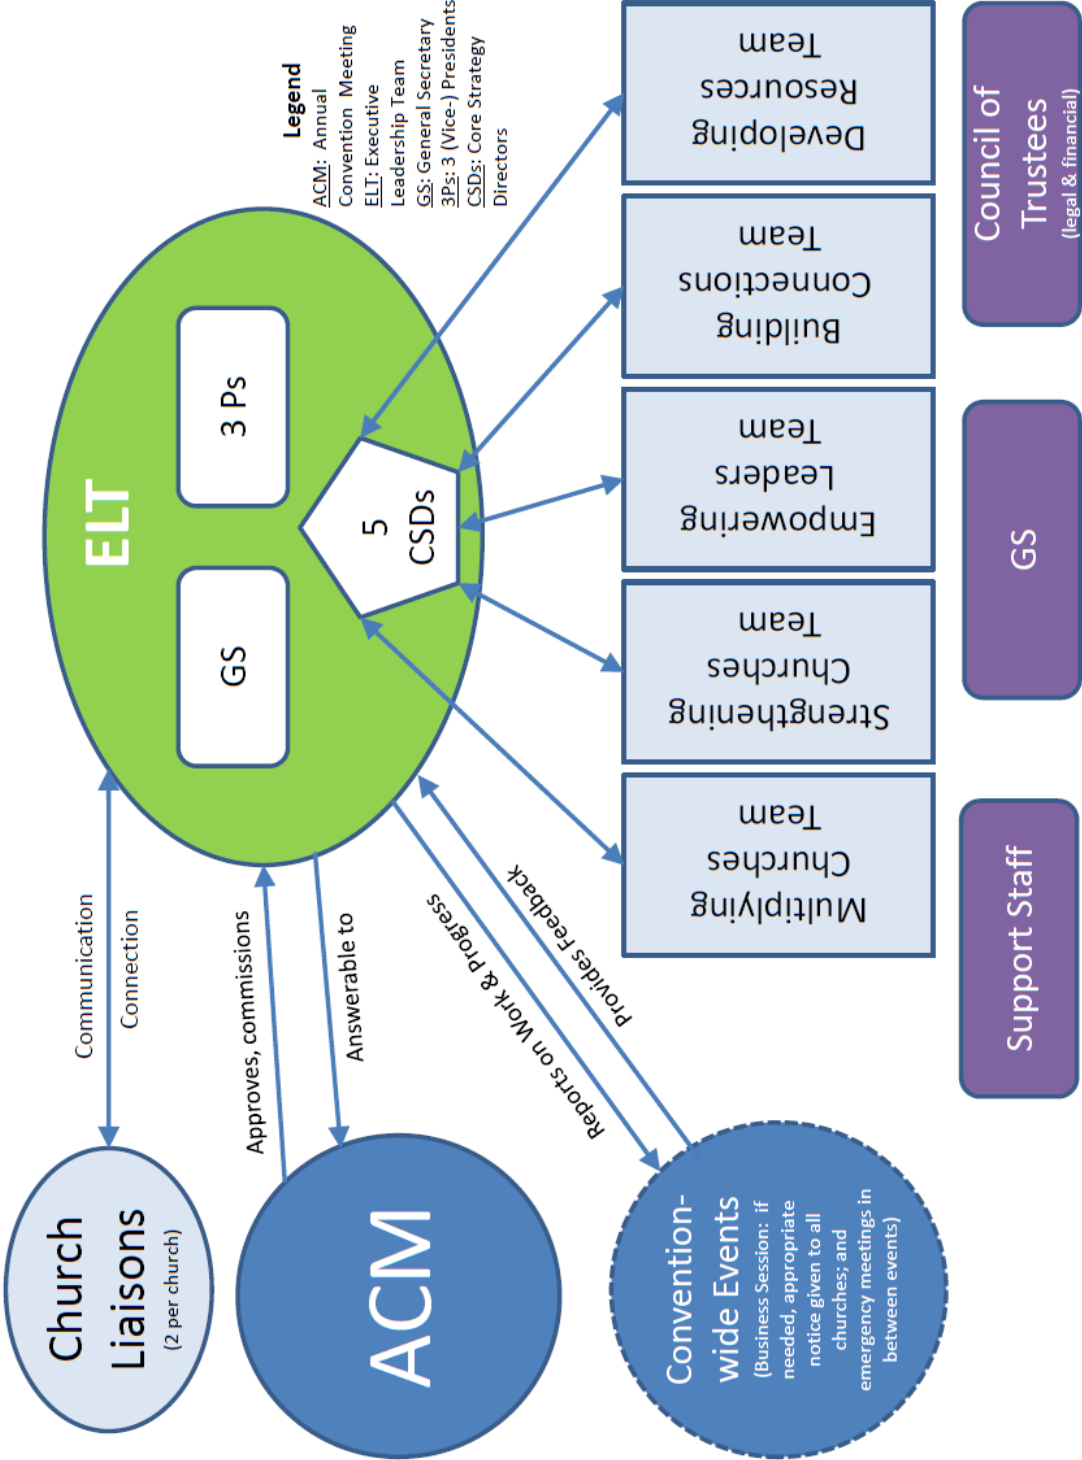 Church
Liaisons
(2 per church)
Communication
Connection
ELT
GS
3 Ps
5
CSDs
Legend
ACM: Annual
Convention Meeting
ELT: Executive
Leadership Team
GS: General Secretary
3Ps: 3 (Vice-) Presidents
CSDs: Core Strategy
Directors
ACM
Approves, commissions
Answerable to
Reports on Work & Progress
Provides Feedback
Convention-
wide Events
(Business Session: if
needed, appropriate
notice given to all
churches; and
emergency meetings in
between events)
Multiplying
Churches
Team
Strengthening
Churches
Team
Empowering
Leaders
Team
Building
Connections
Team
Developing
Resources
Team
Support Staff
GS
Council of
Trustees
(legal & financial)